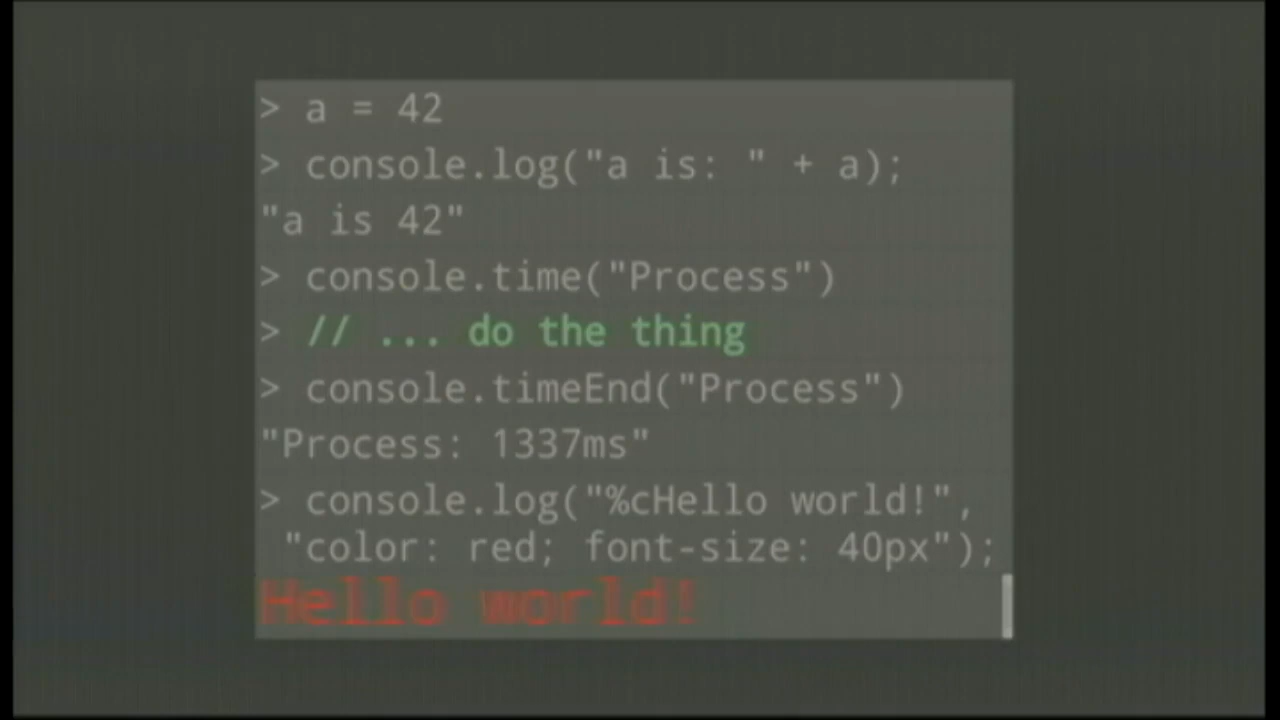 > a = 42
> console.log("a is: " + a);
"a is 42"
> console.time("Process")
> // ... do the thing
> console.timeEnd("Process")
"Process: 1337ms"
> console.log("%cHello world!",
"color: red; font-size: 40px");
Hello world!